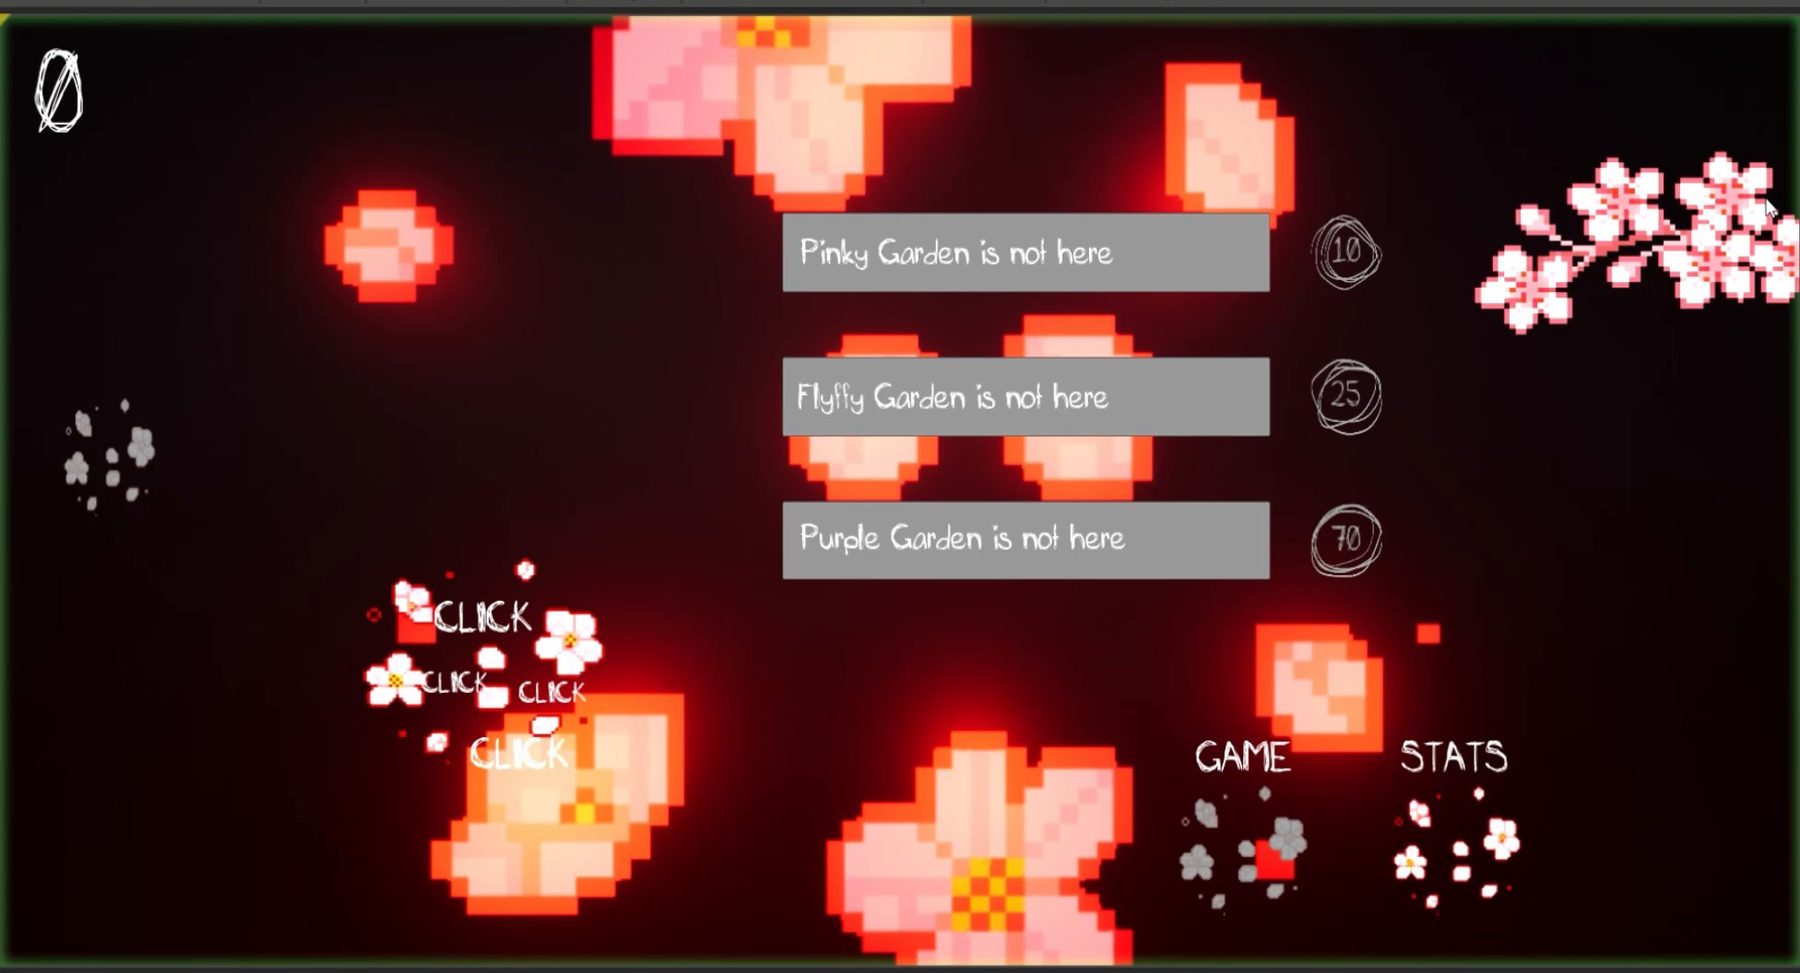 0
Pinky Garden is not here
10
Flyffy Garden is not here
25
Purple Garden is not here
70
CLICK
CLICK
CLICK
CLICK
GAME
STATS